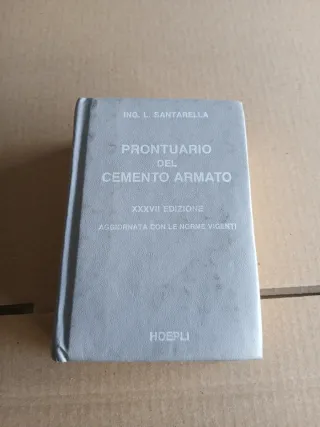 ING. L. SANTARELLA
PRONTUARIO
DEL
CEMENTO ARMATO
XXXVII EDIZIONE
AGGIORNATA CON LE NORME VIGENTI
HOEPLI